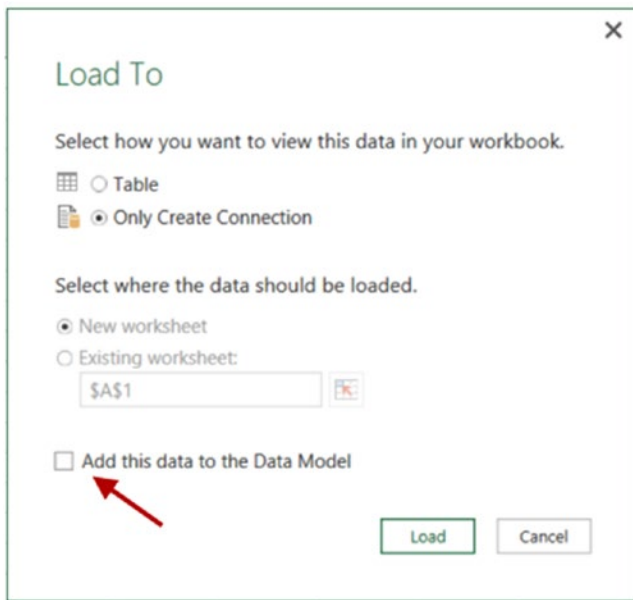 Load To
Select how you want to view this data in your workbook.
Table
Only Create Connection
Select where the data should be loaded.
New worksheet
Existing worksheet:
$A$1
Add this data to the Data Model
Load Cancel